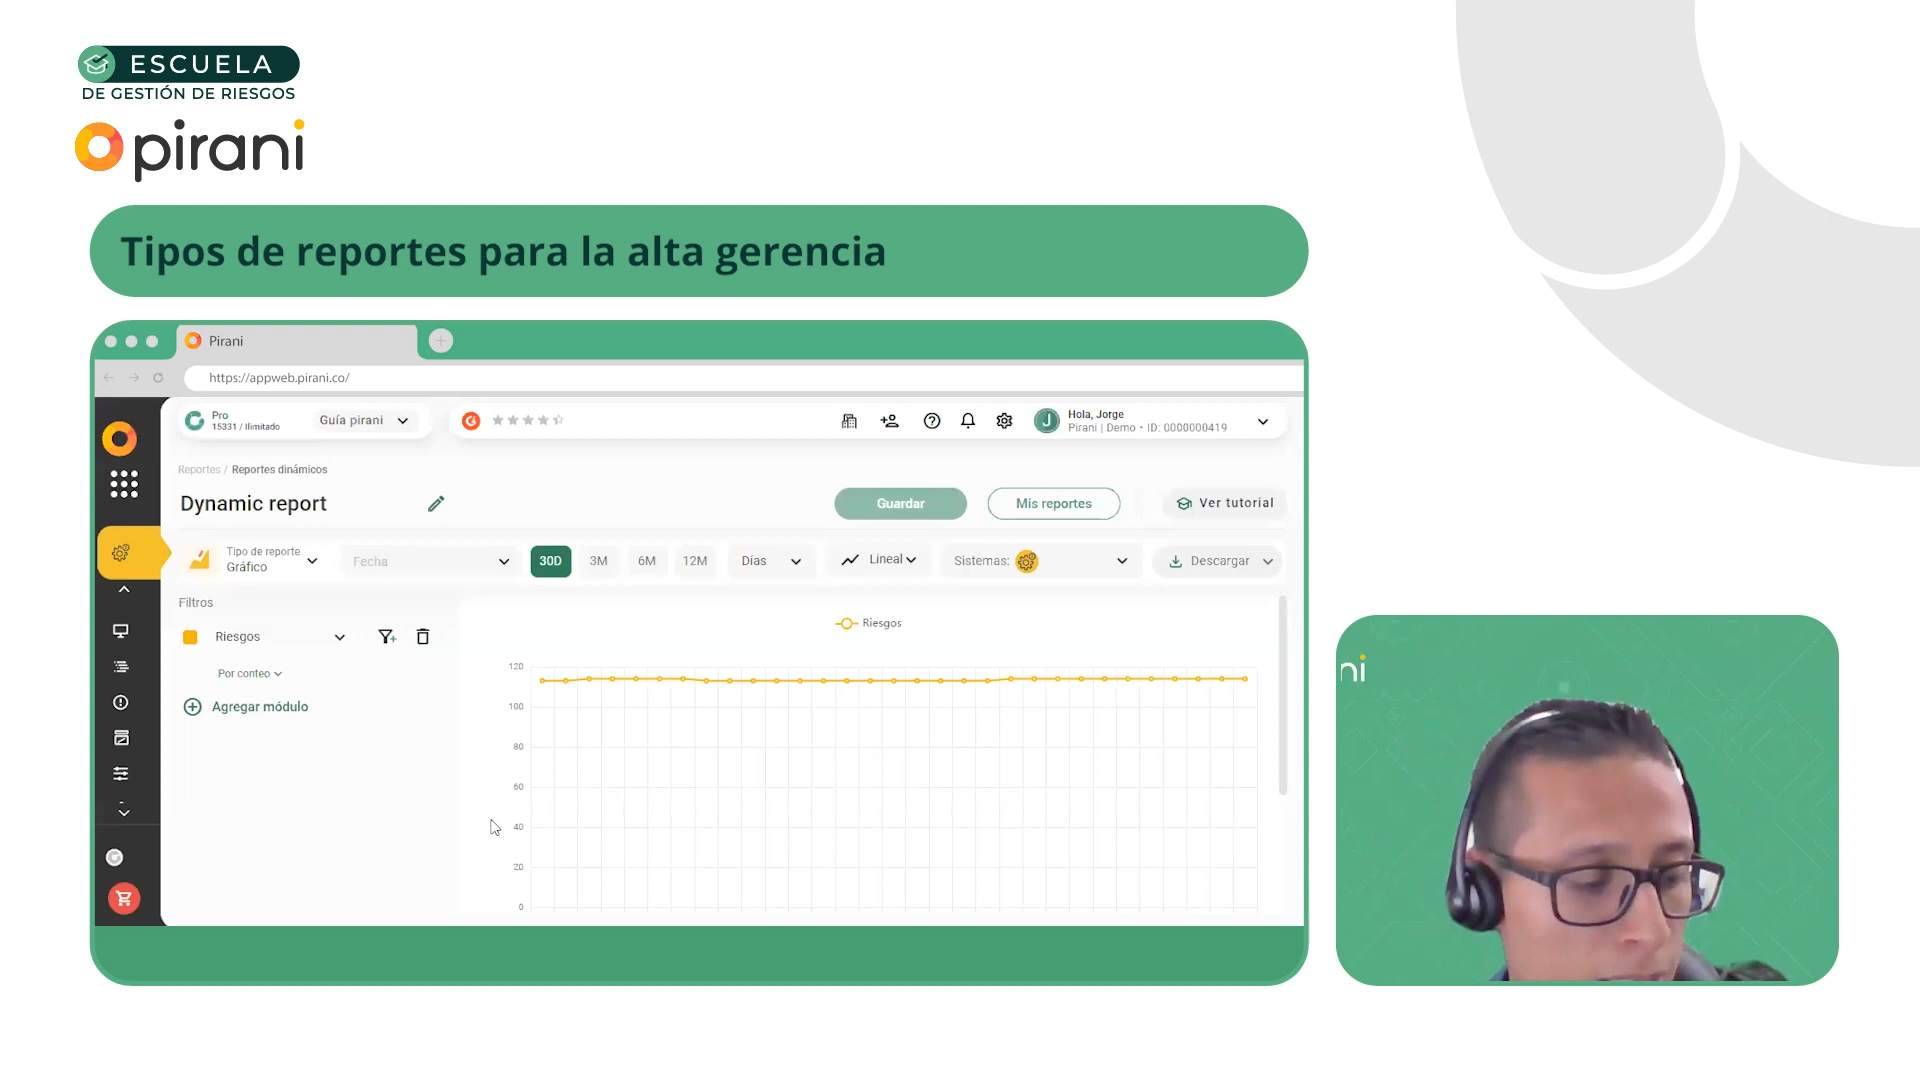 ESCUELA
DE GESTIÓN DE RIESGOS
pirani
Tipos de reportes para la alta gerencia
Pirani
https://appweb.pirani.co/
Pro
15331 / Ilimitado
Guía pirani
Hola, Jorge
Pirani | Demo • ID: 0000000419
J
Reportes / Reportes dinámicos
Dynamic report
Guardar
Mis reportes
Ver tutorial
Tipo de reporte
Gráfico
Fecha
30D
3M
6M
12M
Días
Lineal
Sistemas:
Descargar
Filtros
Riesgos
Por conteo
Agregar módulo
Riesgos
120
100
80
60
40
20
0
ni